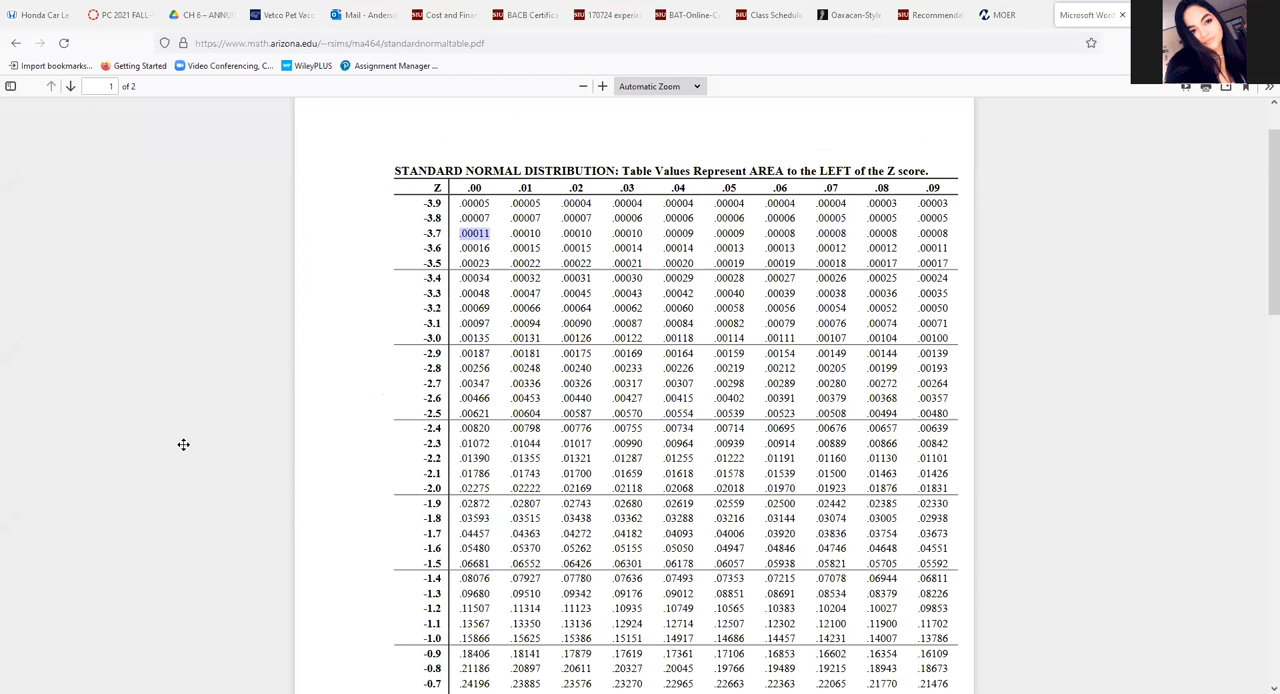 Honda Car Le
PC 2021 FALL-
CH 6 – ANNUI
Vetco Pet Vacc
Mail - Anders
Cost and Finar
BACB Certifica
170724 experie
BAT-Online-C
Class Schedule
Oaxacan-Style
Recommendat
MOER
Microsoft Word
https://www.math.arizona.edu/~rsims/ma464/standardnormaltable.pdf
Import bookmarks...
Getting Started
Video Conferencing, C...
WileyPLUS
Assignment Manager ...
1 of 2
Automatic Zoom
STANDARD NORMAL DISTRIBUTION: Table Values Represent AREA to the LEFT of the Z score.
Z .00 .01 .02 .03 .04 .05 .06 .07 .08 .09
-3.9 .00005 .00005 .00004 .00004 .00004 .00004 .00004 .00004 .00003 .00003
-3.8 .00007 .00007 .00007 .00006 .00006 .00006 .00006 .00005 .00005 .00005
-3.7 .00011 .00010 .00010 .00010 .00009 .00009 .00008 .00008 .00008 .00008
-3.6 .00016 .00015 .00015 .00014 .00014 .00013 .00013 .00012 .00012 .00011
-3.5 .00023 .00022 .00022 .00021 .00020 .00019 .00019 .00018 .00017 .00017
-3.4 .00034 .00032 .00031 .00030 .00029 .00028 .00027 .00026 .00025 .00024
-3.3 .00048 .00047 .00045 .00043 .00042 .00040 .00039 .00038 .00036 .00035
-3.2 .00069 .00066 .00064 .00062 .00060 .00058 .00056 .00054 .00052 .00050
-3.1 .00097 .00094 .00090 .00087 .00084 .00082 .00079 .00076 .00074 .00071
-3.0 .00135 .00131 .00126 .00122 .00118 .00114 .00111 .00107 .00104 .00100
-2.9 .00187 .00181 .00175 .00169 .00164 .00159 .00154 .00149 .00144 .00139
-2.8 .00256 .00248 .00240 .00233 .00226 .00219 .00212 .00205 .00199 .00193
-2.7 .00347 .00336 .00326 .00317 .00307 .00298 .00289 .00280 .00272 .00264
-2.6 .00466 .00453 .00440 .00427 .00415 .00402 .00391 .00379 .00368 .00357
-2.5 .00621 .00604 .00587 .00570 .00554 .00539 .00523 .00508 .00494 .00480
-2.4 .00820 .00798 .00776 .00755 .00734 .00714 .00695 .00676 .00657 .00639
-2.3 .01072 .01044 .01017 .00990 .00964 .00939 .00914 .00889 .00866 .00842
-2.2 .01390 .01355 .01321 .01287 .01255 .01222 .01191 .01160 .01130 .01101
-2.1 .01786 .01743 .01700 .01659 .01618 .01578 .01539 .01500 .01463 .01426
-2.0 .02275 .02222 .02169 .02118 .02068 .02018 .01970 .01923 .01876 .01831
-1.9 .02872 .02807 .02743 .02680 .02619 .02559 .02500 .02442 .02385 .02330
-1.8 .03593 .03515 .03438 .03362 .03288 .03216 .03144 .03074 .03005 .02938
-1.7 .04457 .04363 .04272 .04182 .04093 .04006 .03920 .03836 .03754 .03673
-1.6 .05480 .05370 .05262 .05155 .05050 .04947 .04846 .04746 .04648 .04551
-1.5 .06681 .06552 .06426 .06301 .06178 .06057 .05938 .05821 .05705 .05592
-1.4 .08076 .07927 .07780 .07636 .07493 .07353 .07215 .07078 .06944 .06811
-1.3 .09680 .09510 .09342 .09176 .09012 .08851 .08691 .08534 .08379 .08226
-1.2 .11507 .11314 .11123 .10935 .10749 .10565 .10383 .10204 .10027 .09853
-1.1 .13567 .13350 .13136 .12924 .12714 .12507 .12302 .12100 .11900 .11702
-1.0 .15866 .15625 .15386 .15151 .14917 .14686 .14457 .14231 .14007 .13786
-0.9 .18406 .18141 .17879 .17619 .17361 .17106 .16853 .16602 .16354 .16109
-0.8 .21186 .20897 .20611 .20327 .20045 .19766 .19489 .19215 .18943 .18673
-0.7 .24196 .23885 .23576 .23270 .22965 .22663 .22363 .22065 .21770 .21476